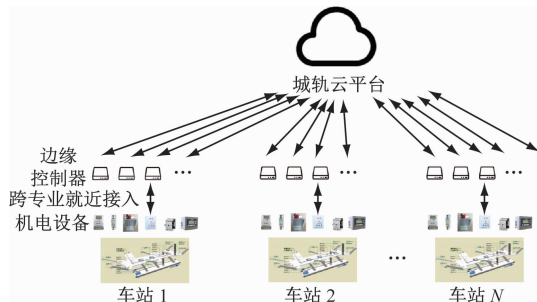 城轨云平台
边缘
控制器
跨专业就近接入
机电设备
车站 1
车站 2
车站 N